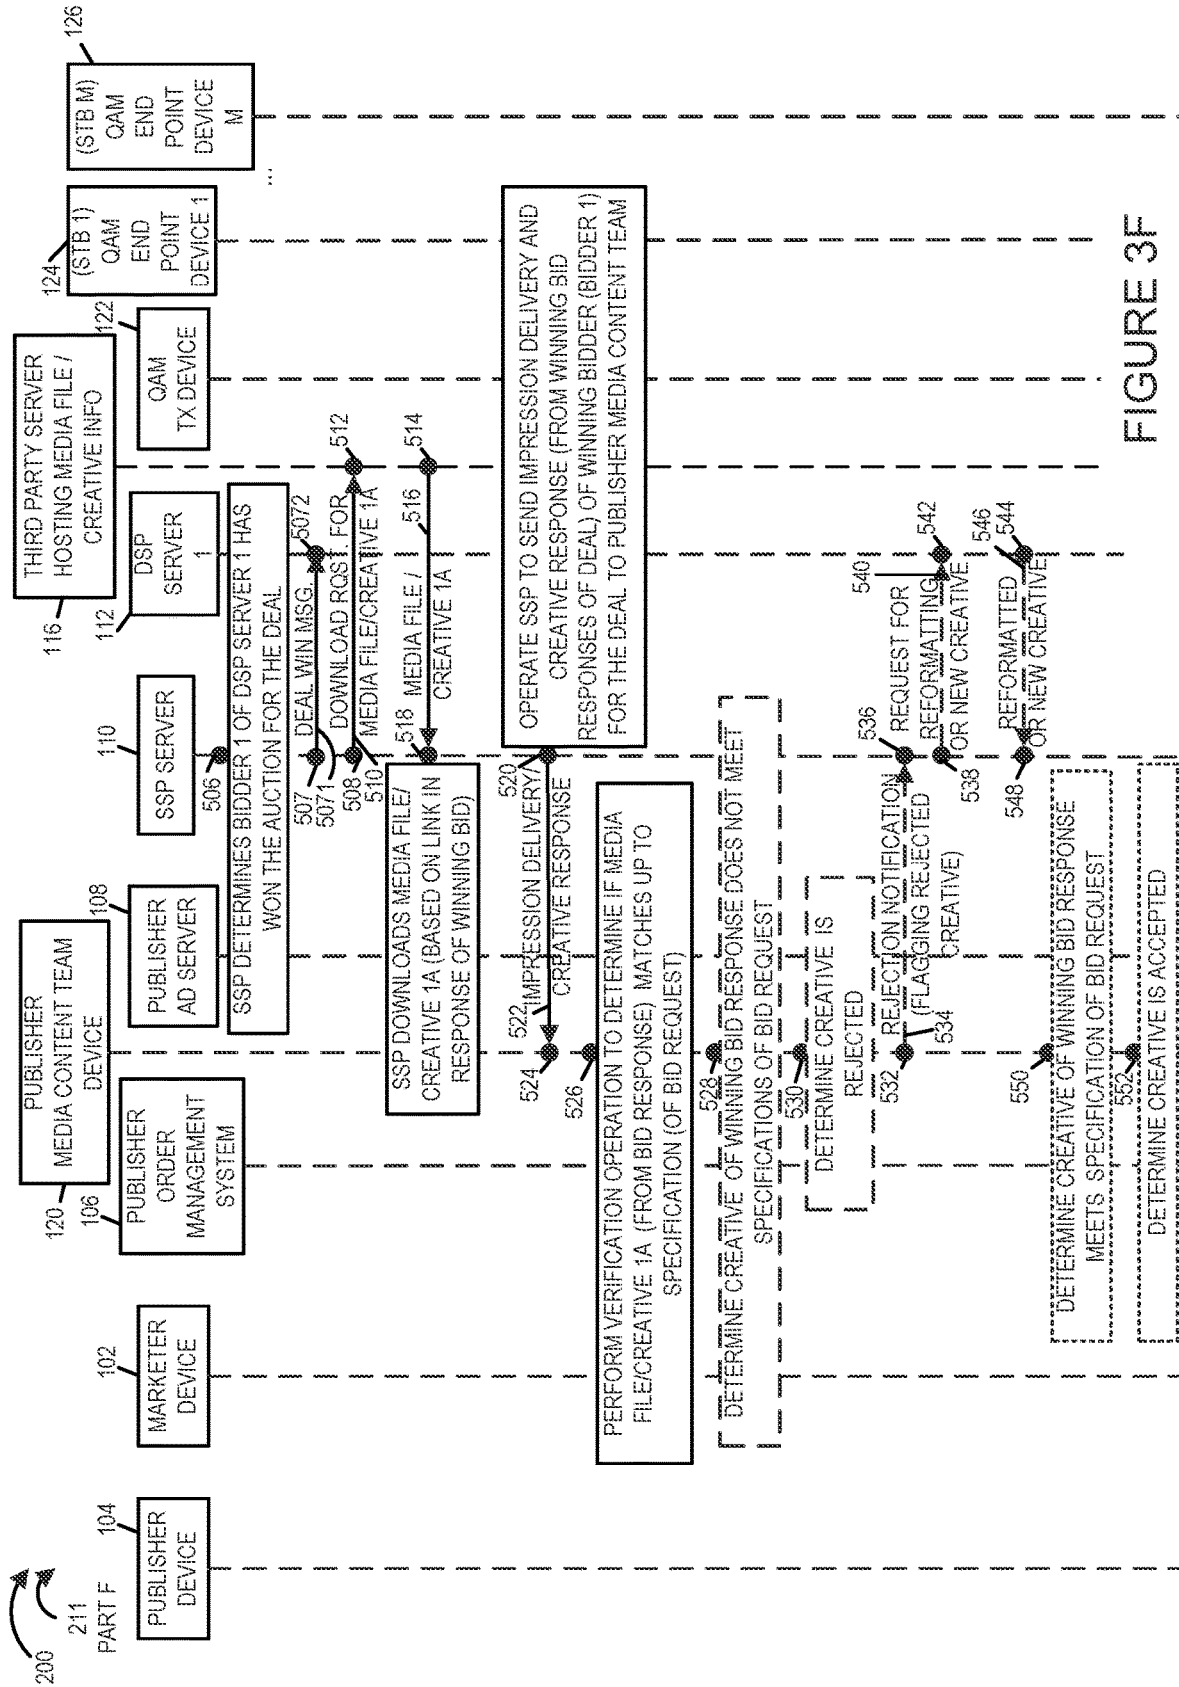 200
211
PART F
104
PUBLISHER
DEVICE
102
MARKETER
DEVICE
120
PUBLISHER
MEDIA CONTENT TEAM
DEVICE
106
PUBLISHER
ORDER
MANAGEMENT
SYSTEM
108
PUBLISHER
AD SERVER
110
SSP SERVER
116
THIRD PARTY SERVER
HOSTING MEDIA FILE /
CREATIVE INFO
112
DSP
SERVER
1
122
QAM
TX DEVICE
124
(STB 1)
QAM
END
POINT
DEVICE 1
...
126
(STB M)
QAM
END
POINT
DEVICE
M
506
SSP DETERMINES BIDDER 1 OF DSP SERVER 1 HAS
WON THE AUCTION FOR THE DEAL
507
5071
DEAL WIN MSG.
5072
508
510
DOWNLOAD RQST. FOR
MEDIA FILE/CREATIVE 1A
512
514
516
MEDIA FILE /
CREATIVE 1A
518
SSP DOWNLOADS MEDIA FILE/
CREATIVE 1A (BASED ON LINK IN
RESPONSE OF WINNING BID)
520
OPERATE SSP TO SEND IMPRESSION DELIVERY AND
CREATIVE RESPONSE (FROM WINNING BID
RESPONSES OF DEAL) OF WINNING BIDDER (BIDDER 1)
FOR THE DEAL TO PUBLISHER MEDIA CONTENT TEAM
522
IMPRESSION DELIVERY/
CREATIVE RESPONSE
524
526
PERFORM VERIFICATION OPERATION TO DETERMINE IF MEDIA
FILE/CREATIVE 1A (FROM BID RESPONSE) MATCHES UP TO
SPECIFICATION (OF BID REQUEST)
528
DETERMINE CREATIVE OF WINNING BID RESPONSE DOES NOT MEET
SPECIFICATIONS OF BID REQUEST
530
DETERMINE CREATIVE IS
REJECTED
532
534
REJECTION NOTIFICATION
(FLAGGING REJECTED
CREATIVE)
536
538
REQUEST FOR
REFORMATTING
OR NEW CREATIVE
540
542
544
546
REFORMATTED
OR NEW CREATIVE
548
550
DETERMINE CREATIVE OF WINNING BID RESPONSE
MEETS SPECIFICATION OF BID REQUEST
552
DETERMINE CREATIVE IS ACCEPTED
FIGURE 3F